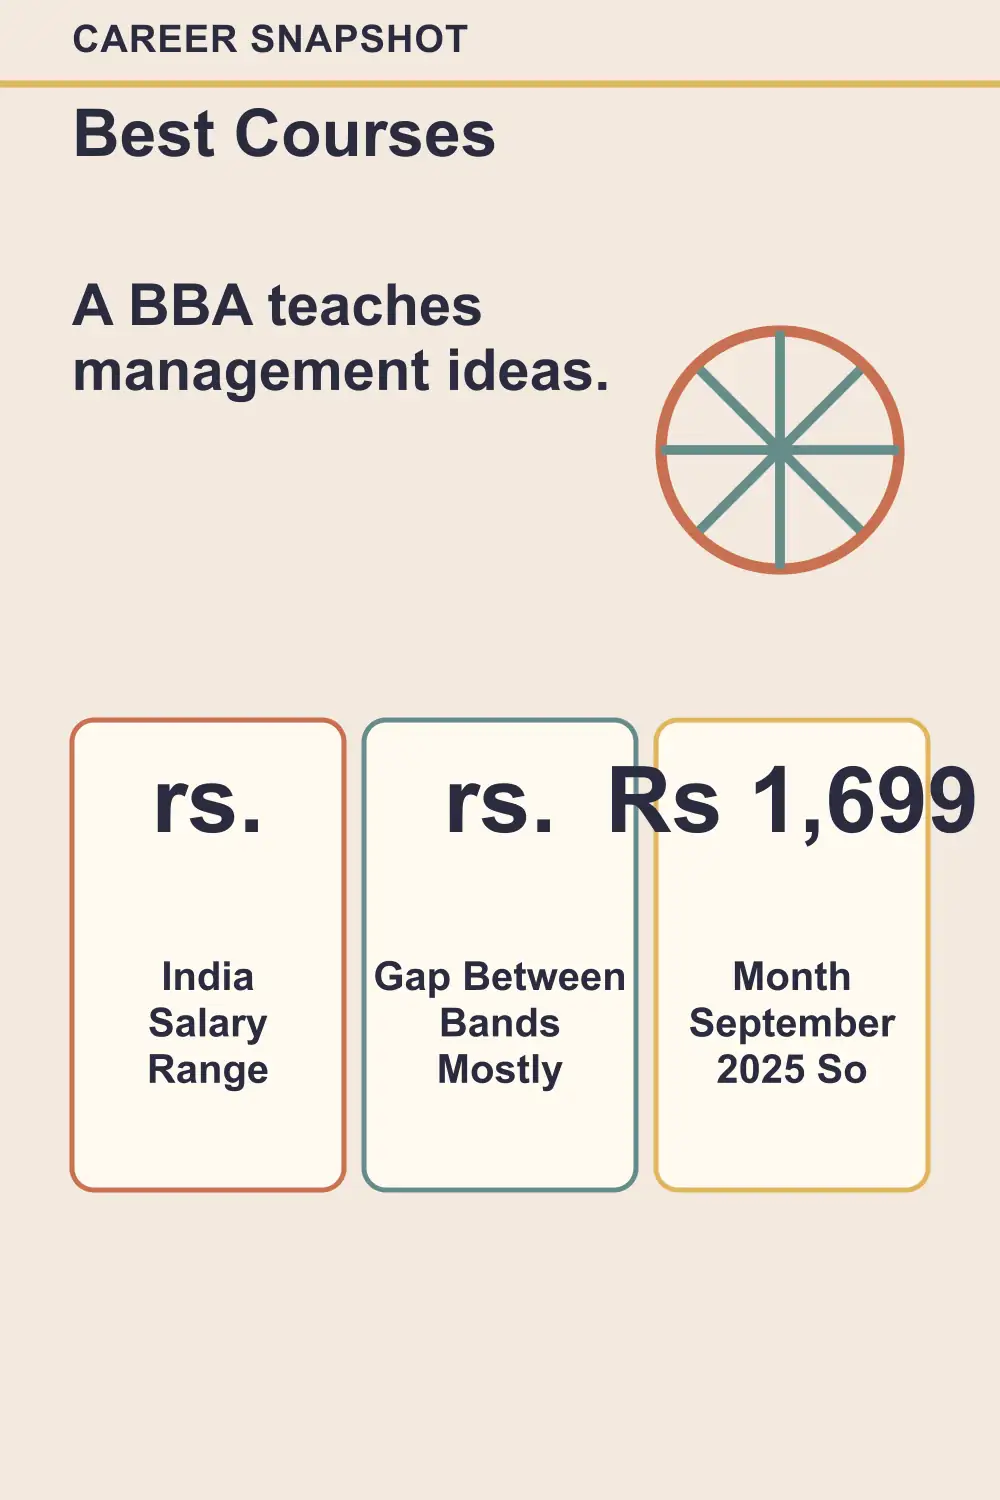 CAREER SNAPSHOT
Best Courses
A BBA teaches
management ideas.
rs.
India
Salary
Range
rs.
Gap Between
Bands
Mostly
Rs 1,699
Month
September
2025 So